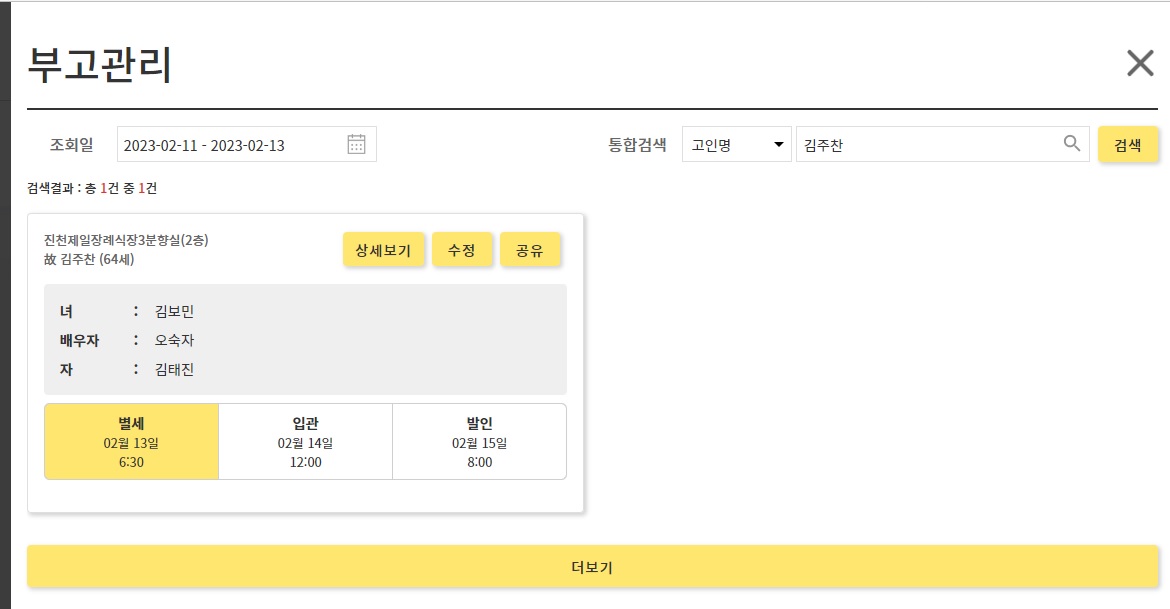 부고관리
조회일 2023-02-11 - 2023-02-13 통합검색 고인명 김주찬 검색
검색결과 : 총 1건 중 1건
진천제일장례식장3분향실(2층)
故 김주찬 (64세)
상세보기 수정 공유
녀 : 김보민
배우자 : 오숙자
자 : 김태진
별세 입관 발인
02월 13일 02월 14일 02월 15일
6:30 12:00 8:00
더보기